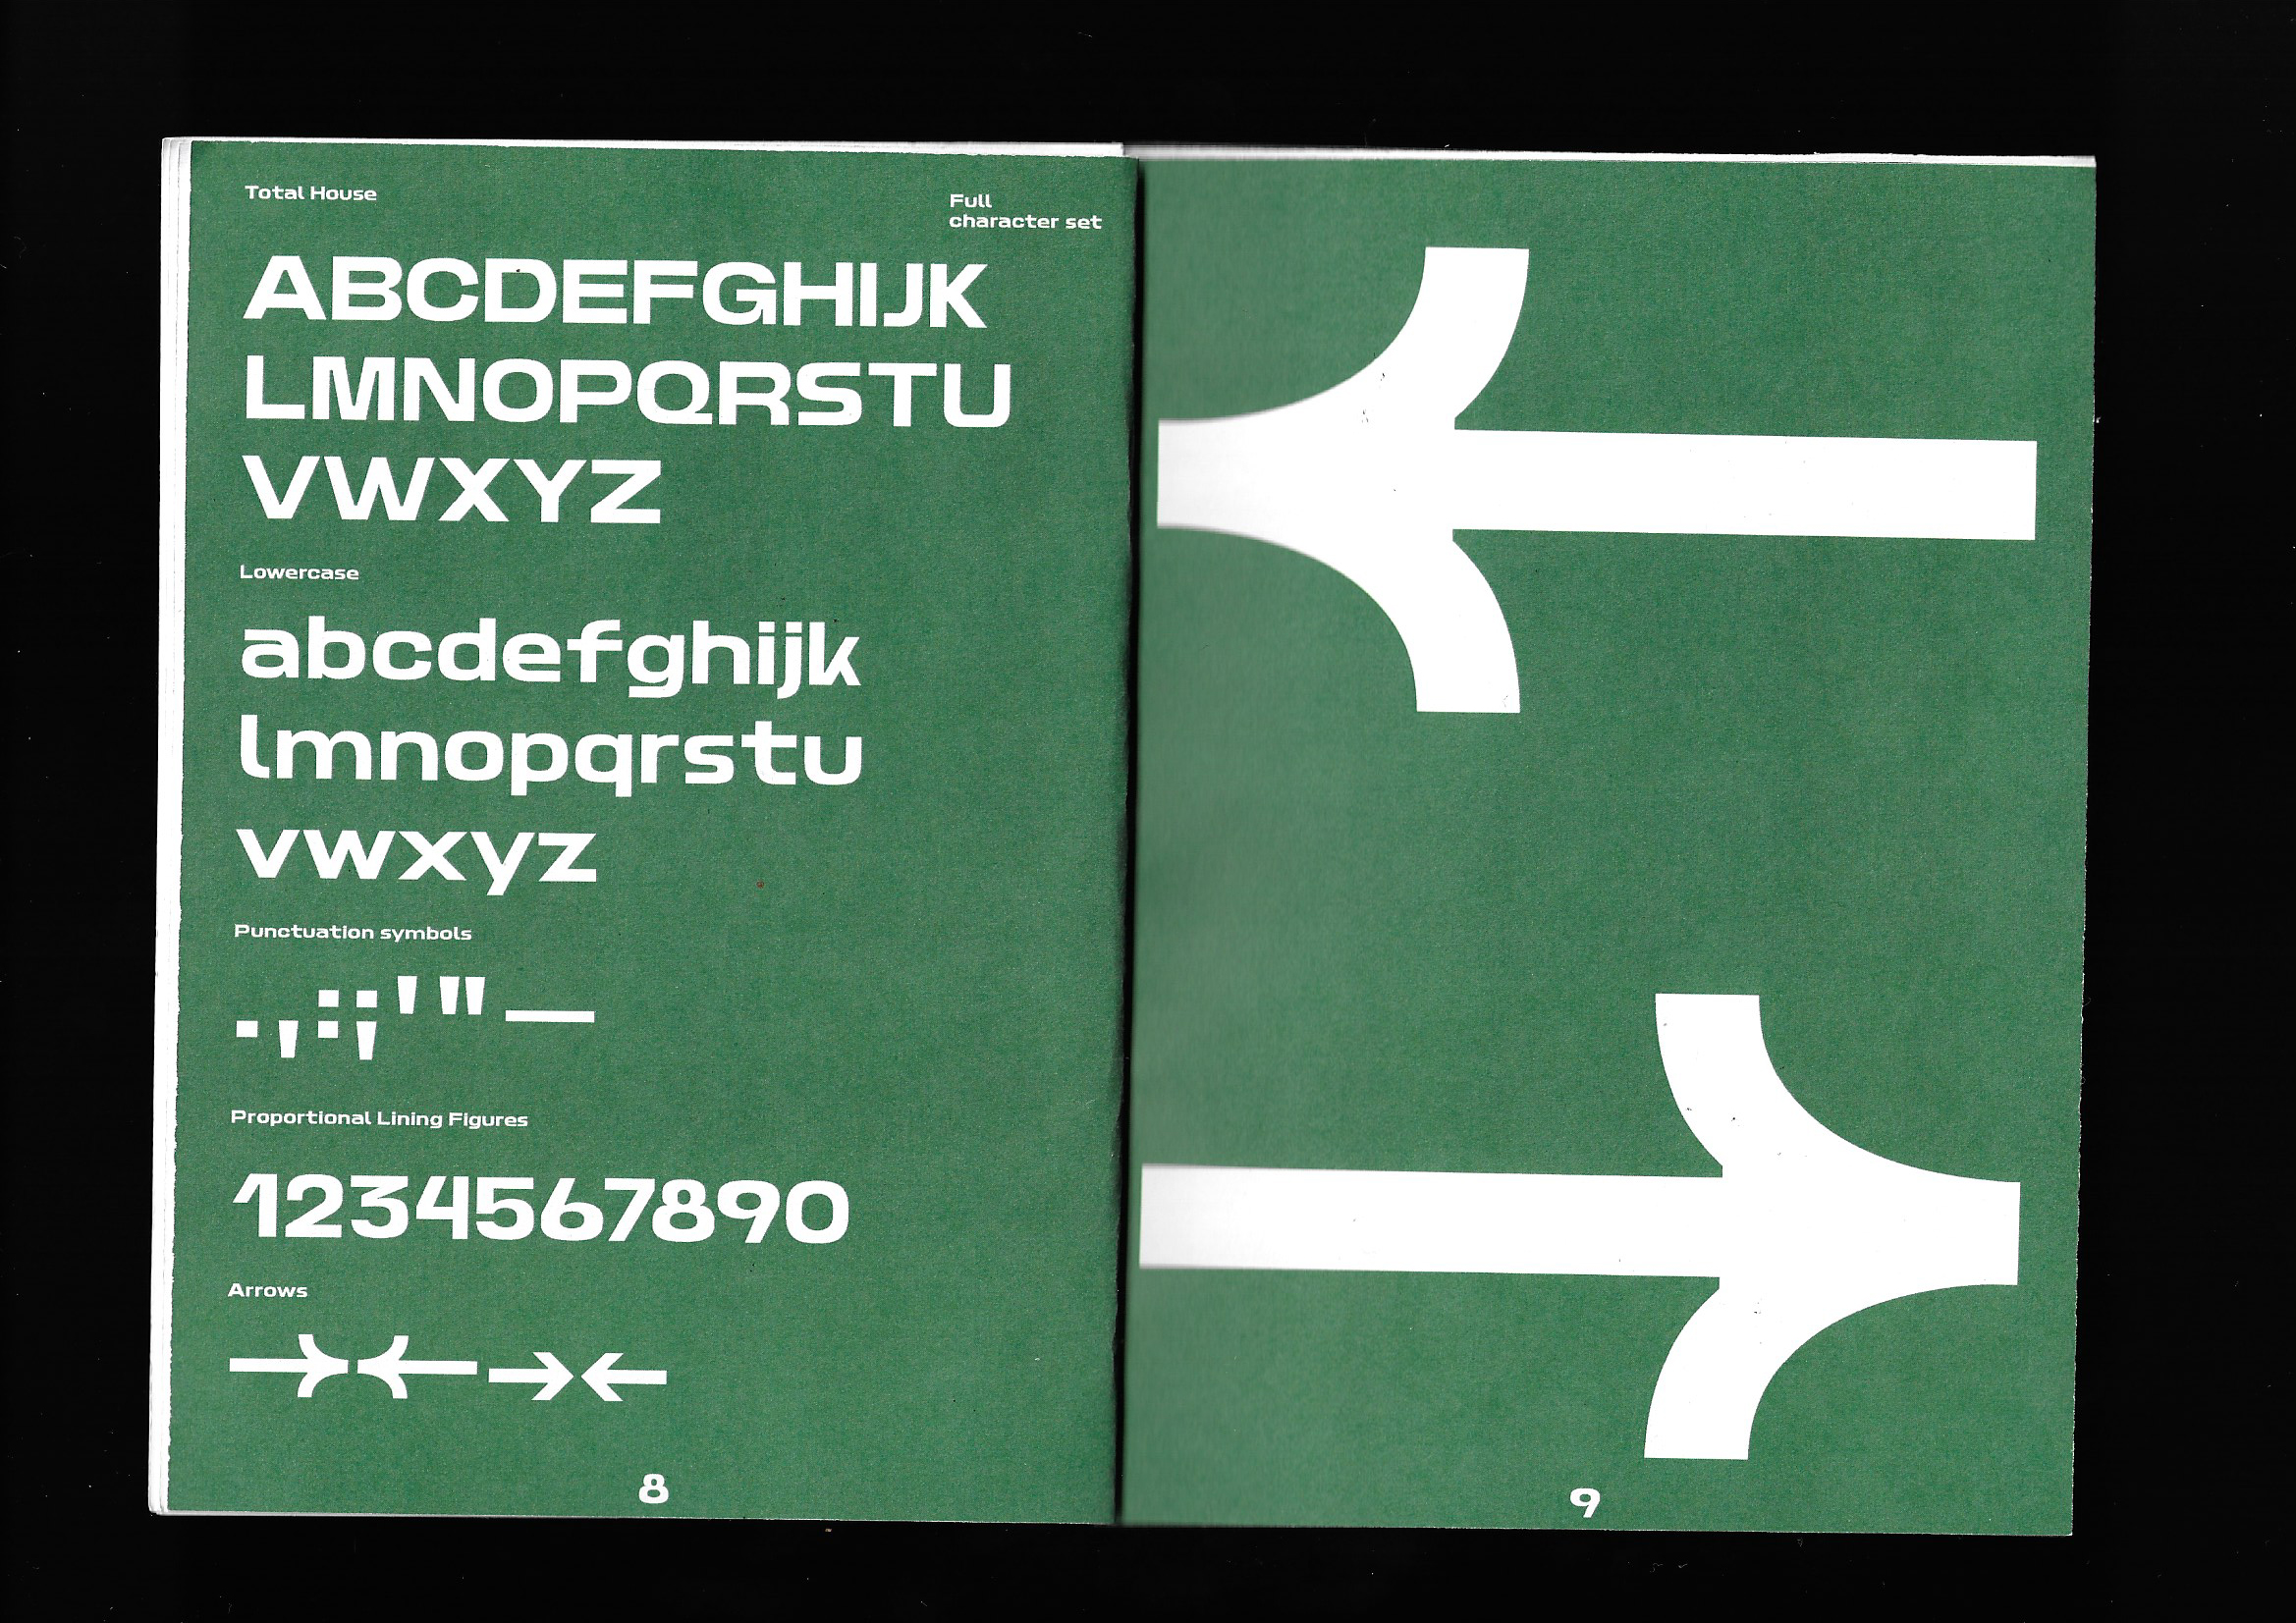 Total House
Full
character set
ABCDEFGHIJK
LMNOPQRSTU
VWXYZ
Lowercase
abcdefghijk
lmnopqrstu
vwxyz
Punctuation symbols
.,:;'"—
Proportional Lining Figures
1234567890
Arrows
→←→←
8
9